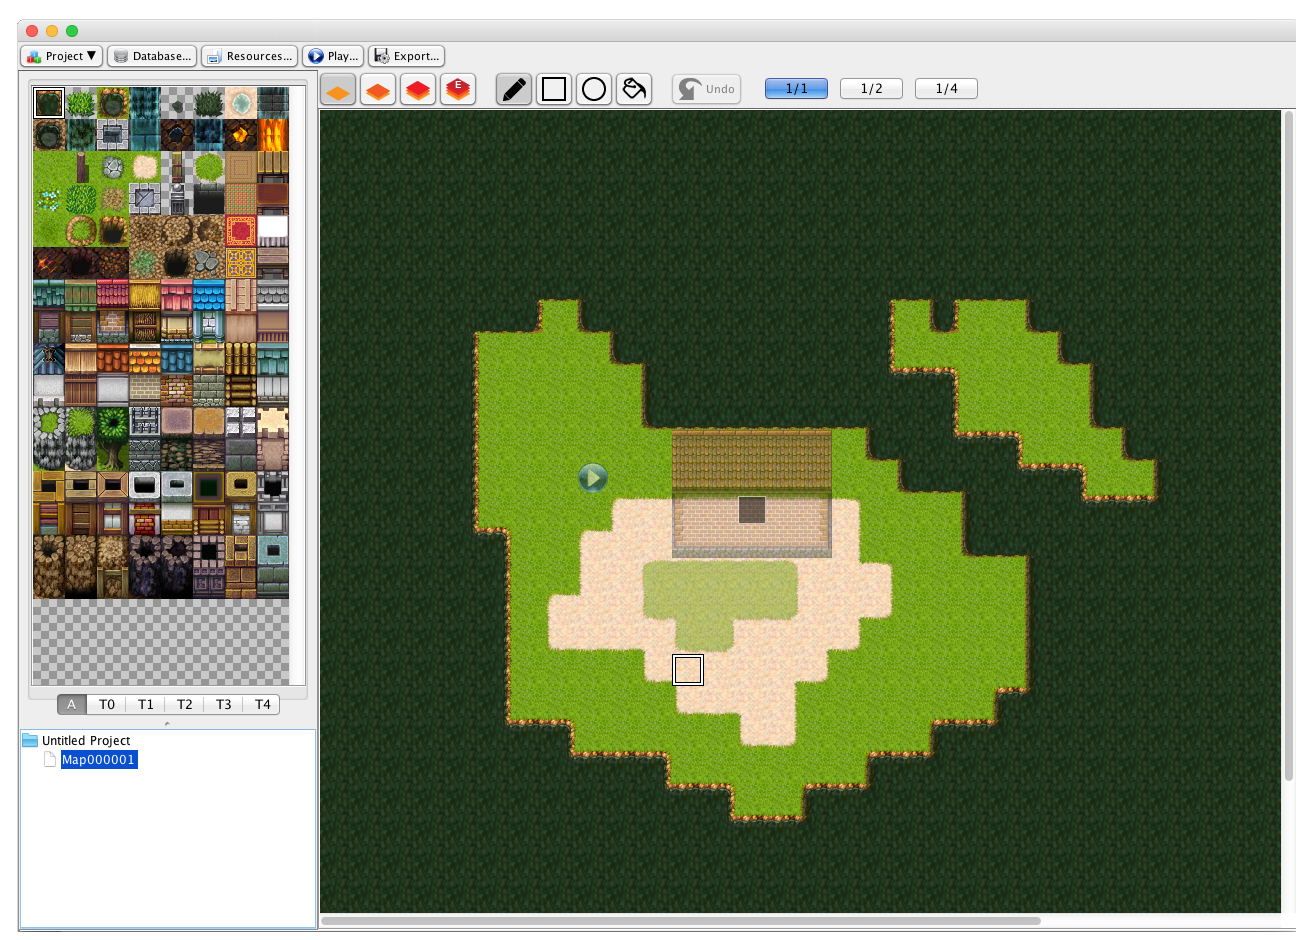 Project ▼ Database... Resources... Play... Export...
E Undo 1/1 1/2 1/4
A T0 T1 T2 T3 T4
Untitled Project
Map000001